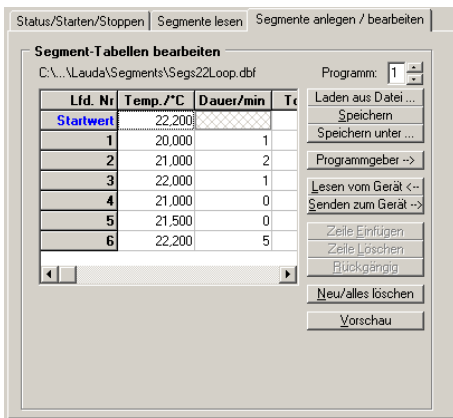 Status/Starten/Stoppen Segmente lesen Segmente anlegen / bearbeiten
Segment-Tabellen bearbeiten
C:\...\Lauda\Segments\Segs22Loop.dbf Programm: 1
Lfd. Nr Temp./°C Dauer/min
Startwert 22,200
1 20,000 1
2 21,000 2
3 22,000 1
4 21,000 0
5 21,500 0
6 22,200 5
Laden aus Datei ...
Speichern
Speichern unter ...
Programmgeber -->
Lesen vom Gerät <--
Senden zum Gerät -->
Zeile Einfügen
Zeile Löschen
Rückgängig
Neu/alles löschen
Vorschau